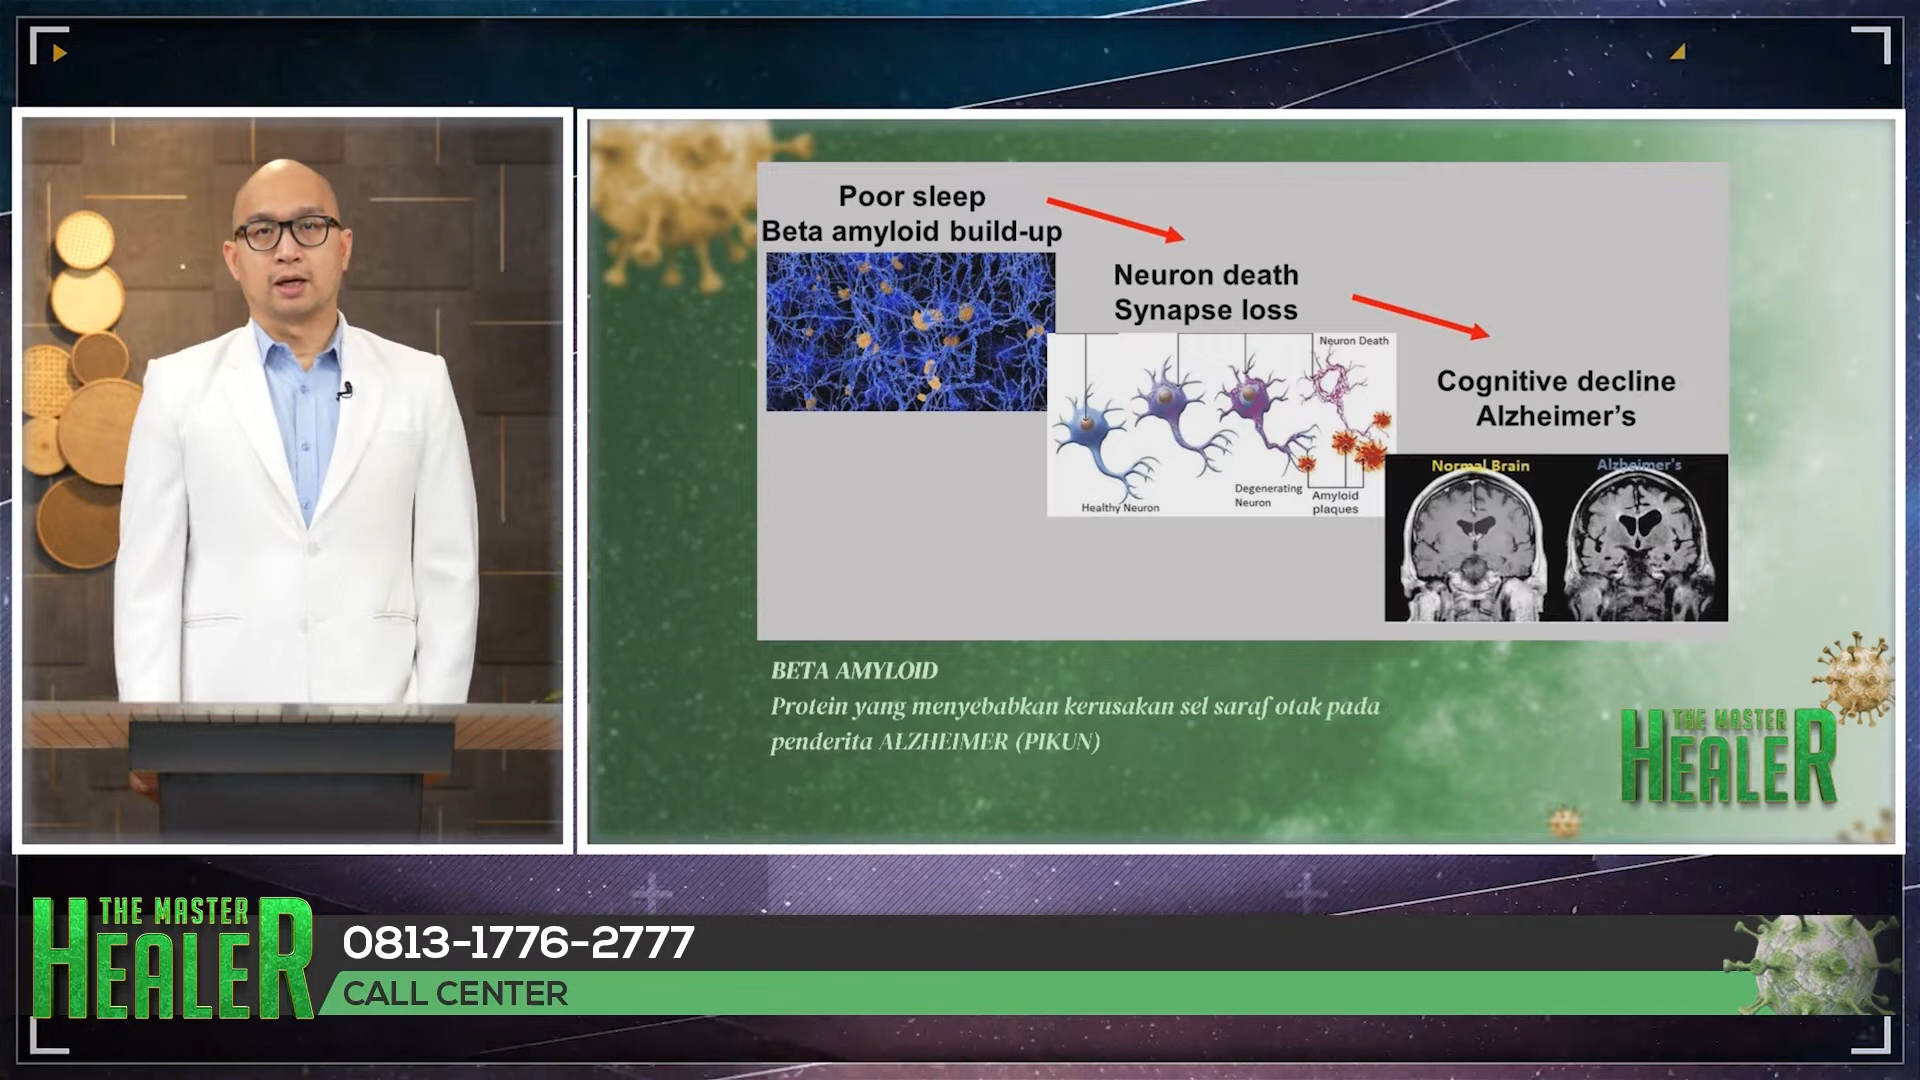 Poor sleep
Beta amyloid build-up
Neuron death
Synapse loss
Cognitive decline
Alzheimer's
Neuron Death
Healthy Neuron
Degenerating
Neuron
Amyloid
plaques
Normal Brain
Alzheimer's
BETA AMYLOID
Protein yang menyebabkan kerusakan sel saraf otak pada
penderita ALZHEIMER (PIKUN)
THE MASTER
HEALER
THE MASTER
HEALER
0813-1776-2777
CALL CENTER